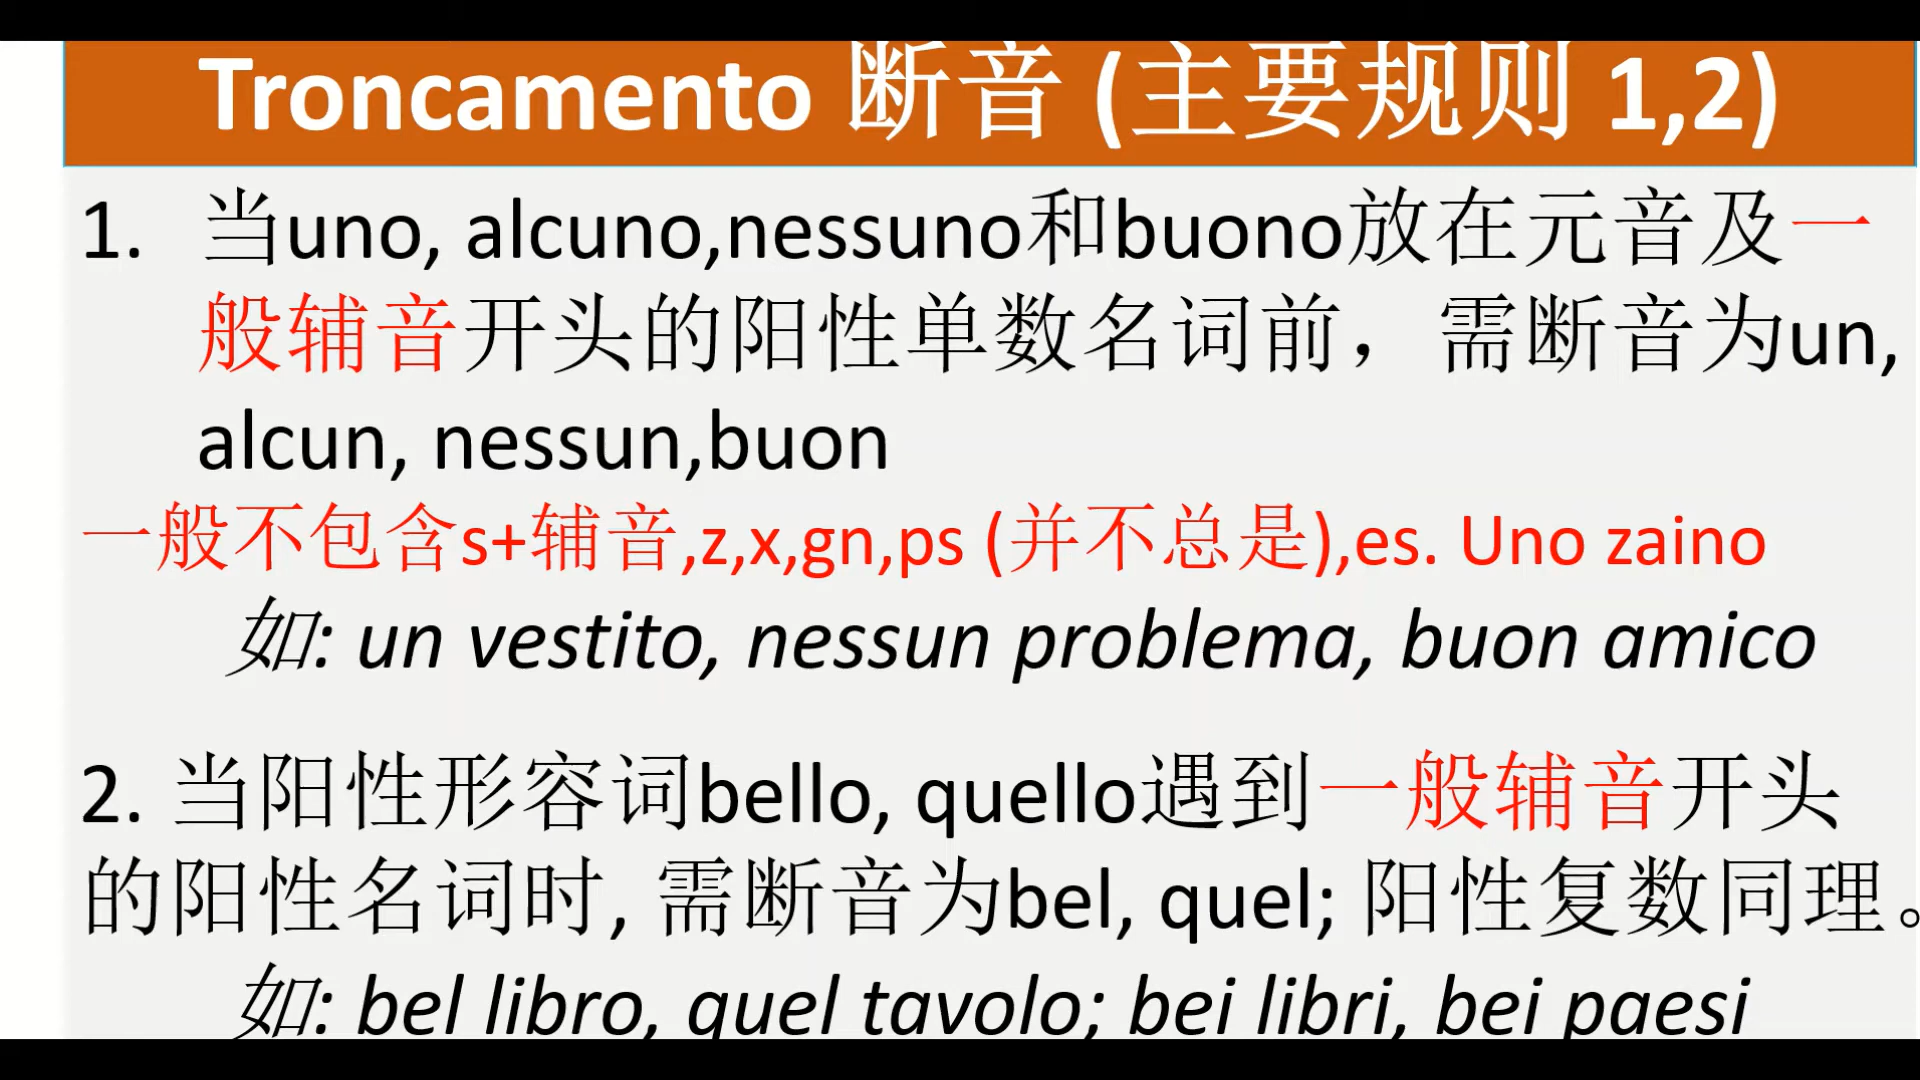 Troncamento 断音 (主要规则 1,2)
1. 当uno, alcuno,nessuno和buono放在元音及一
般辅音开头的阳性单数名词前，需断音为un,
alcun, nessun,buon
一般不包含s+辅音,z,x,gn,ps (并不总是),es. Uno zaino
如: un vestito, nessun problema, buon amico
2. 当阳性形容词bello, quello遇到一般辅音开头
的阳性名词时, 需断音为bel, quel; 阳性复数同理。
如: bel libro, quel tavolo; bei libri, bei paesi